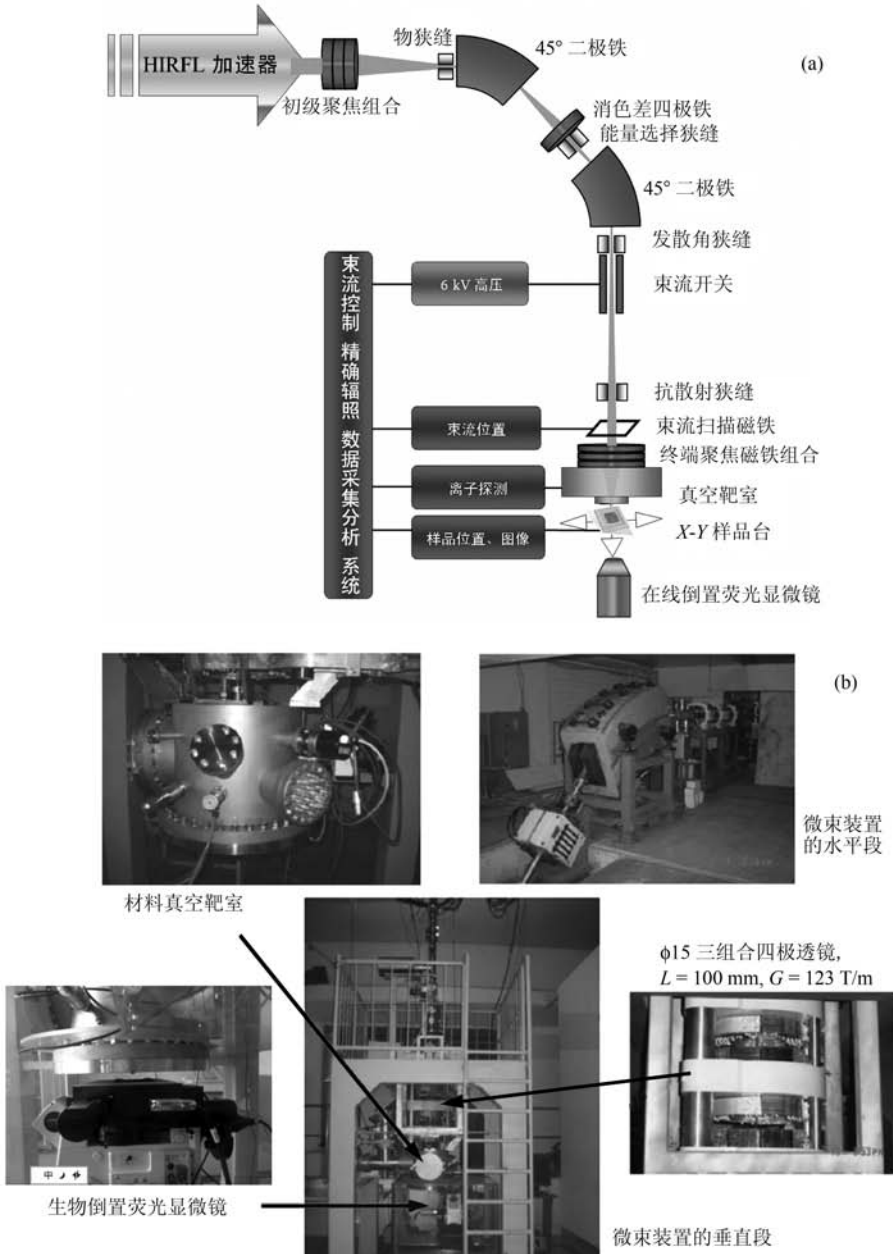 物狭缝
45° 二极铁
(a)
HIRFL 加速器
初级聚焦组合
消色差四极铁
能量选择狭缝
45° 二极铁
发散角狭缝
束流开关
6 kV 高压
束流控制 精确辐照 数据采集分析 系统
抗散射狭缝
束流位置
束流扫描磁铁
终端聚焦磁铁组合
离子探测
真空靶室
样品位置、图像
X-Y 样品台
在线倒置荧光显微镜
(b)
微束装置
的水平段
材料真空靶室
ϕ15 三组合四极透镜,
L = 100 mm, G = 123 T/m
生物倒置荧光显微镜
微束装置的垂直段